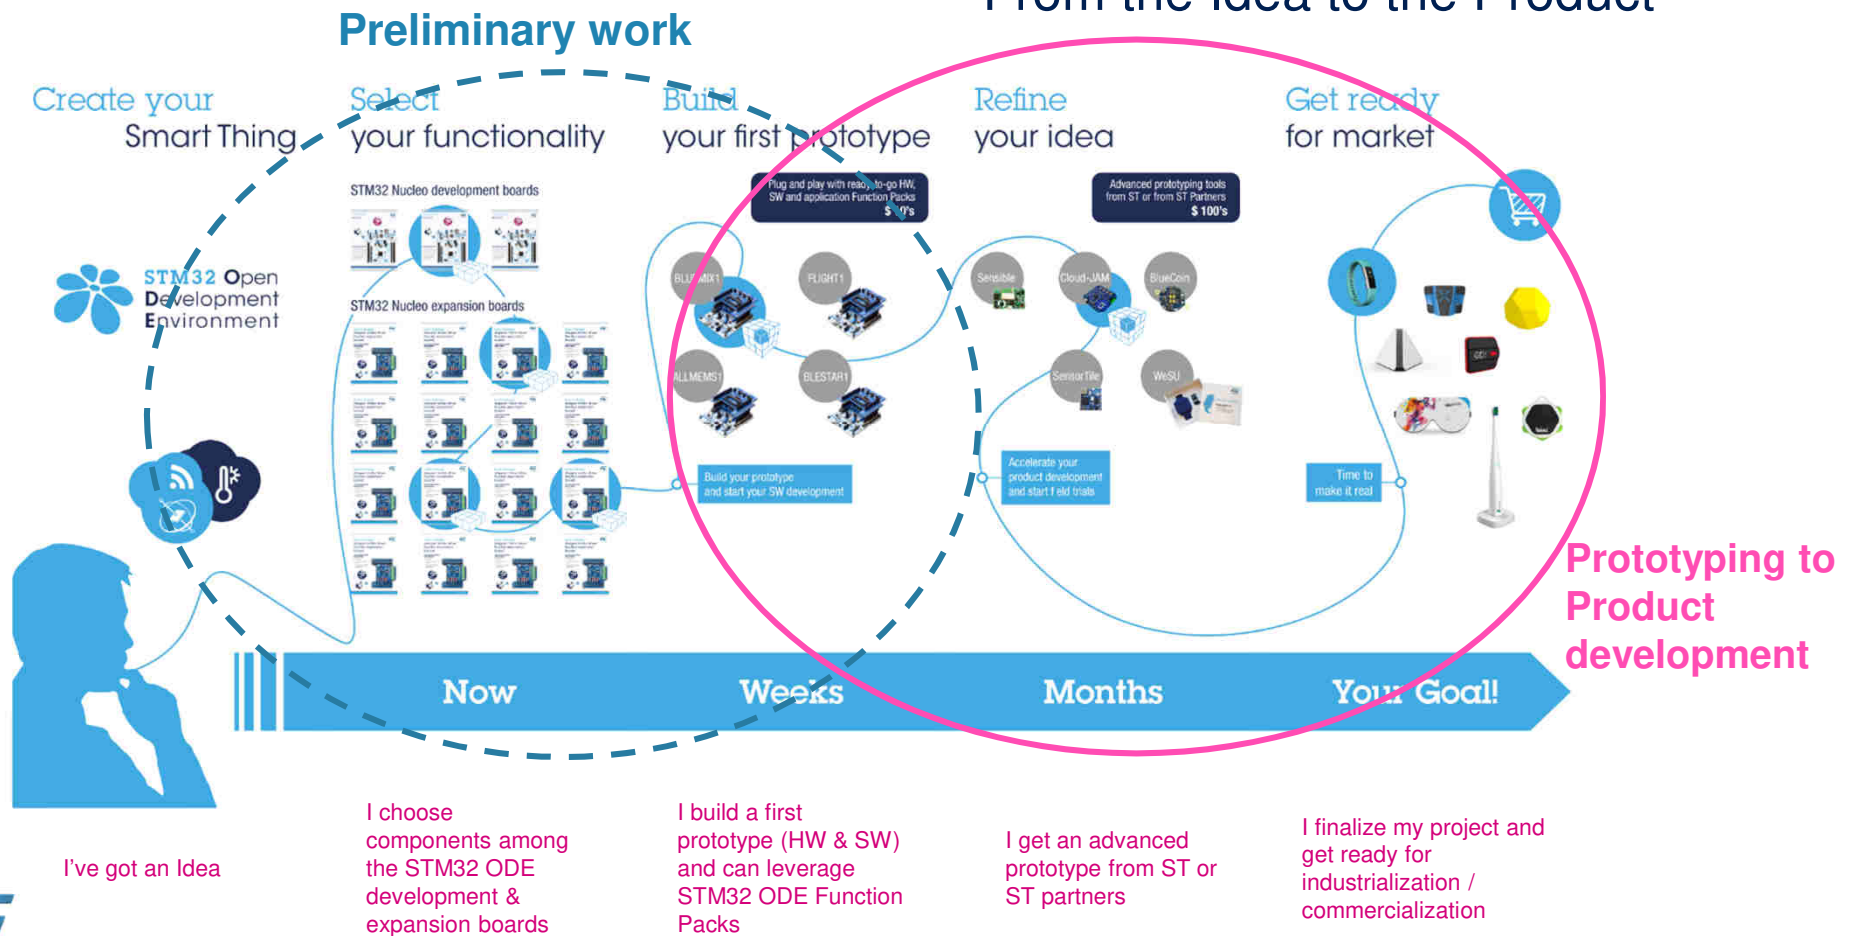 From the Idea to the Product
Preliminary work
Create your
Smart Thing
Select
your functionality
Build
your first prototype
Refine
your idea
Get ready
for market
STM32 Open
Development
Environment
STM32 Nucleo development boards
STM32 Nucleo expansion boards
Plug and play with ready-to-go HW,
SW and application Function Packs
$ 10's
BLUEMIX1
FLIGHT1
ALLMEMS1
BLESTAR1
Build your prototype
and start your SW development
Advanced prototyping tools
from ST or from ST Partners
$ 100's
Sensible
Cloud-JAM
BlueCoin
SensorTile
WeSU
Accelerate your
product development
and start field trials
Time to
make it real
Prototyping to
Product
development
Now
Weeks
Months
Your Goal!
I've got an Idea
I choose
components among
the STM32 ODE
development &
expansion boards
I build a first
prototype (HW & SW)
and can leverage
STM32 ODE Function
Packs
I get an advanced
prototype from ST or
ST partners
I finalize my project and
get ready for
industrialization /
commercialization